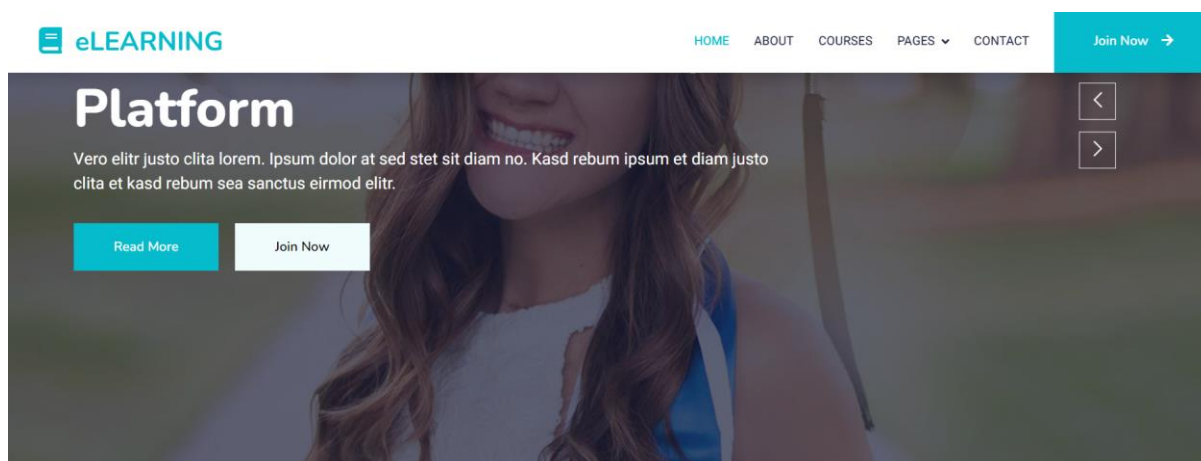 eLEARNING
HOME ABOUT COURSES PAGES CONTACT Join Now
Platform
Vero elitr justo clita lorem. Ipsum dolor at sed stet sit diam no. Kasd rebum ipsum et diam justo
clita et kasd rebum sea sanctus eirmod elitr.
Read More Join Now